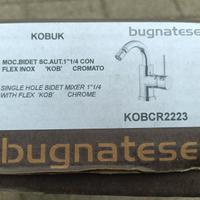 KOBUK
bugnatese
MOC.BIDET SC.AUT.1"1/4 CON
FLEX INOX 'KOB' CROMATO
SINGLE HOLE BIDET MIXER 1"1/4
WITH FLEX 'KOB' CHROME
KOBCR2223
bugnatese